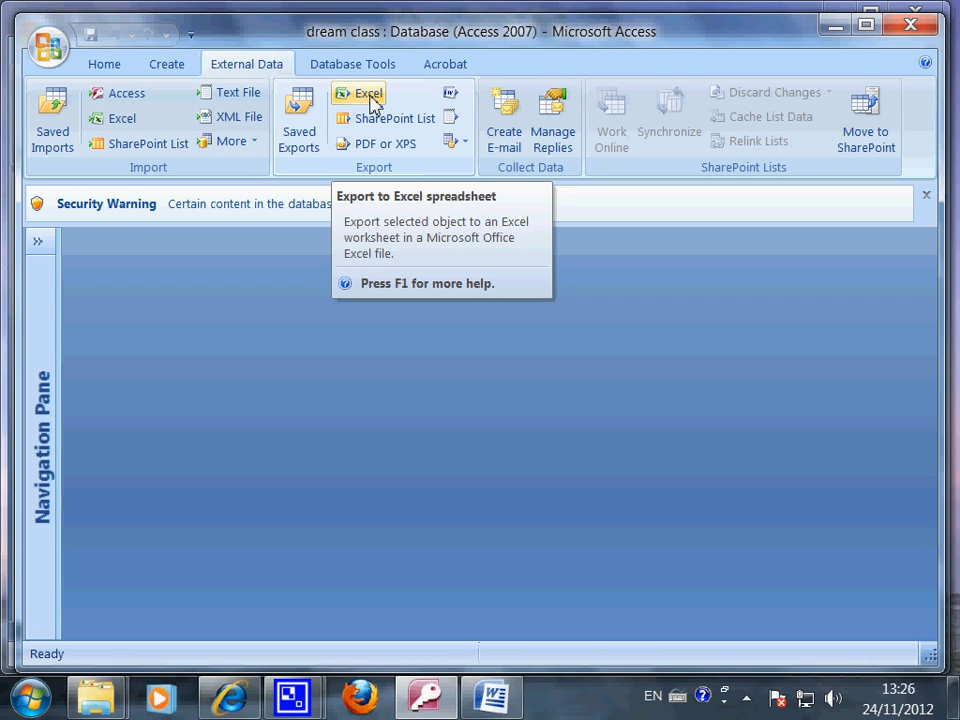 dream class : Database (Access 2007) - Microsoft Access
Home Create External Data Database Tools Acrobat
Saved Imports
Access
Excel
SharePoint List
Text File
XML File
More
Import
Saved Exports
Excel
SharePoint List
PDF or XPS
Export
Create E-mail
Manage Replies
Collect Data
Work Online
Synchronize
Discard Changes
Cache List Data
Relink Lists
Move to SharePoint
SharePoint Lists
Security Warning Certain content in the databas
Export to Excel spreadsheet
Export selected object to an Excel
worksheet in a Microsoft Office
Excel file.
Press F1 for more help.
Navigation Pane
Ready
EN
13:26
24/11/2012